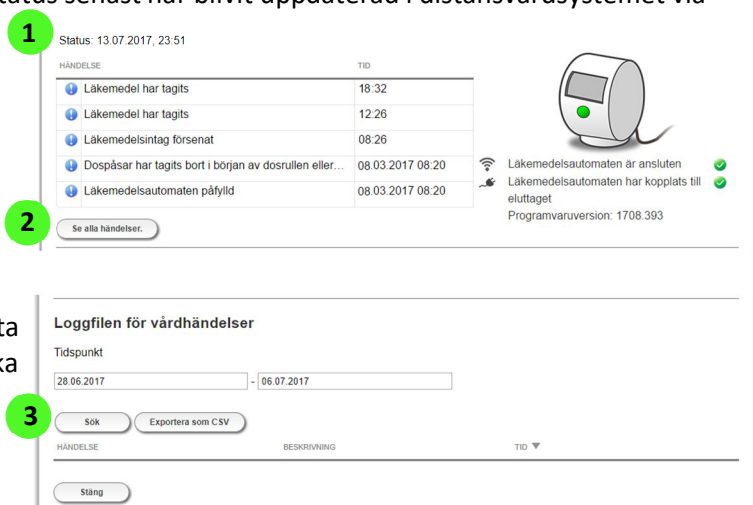 status senast har blivit uppdaterad i distansvårdsystemet via
1
Status: 13.07.2017, 23:51
HÄNDELSE TID
Läkemedel har tagits 18:32
Läkemedel har tagits 12:26
Läkemedelsintag försenat 08:26
Dospåsar har tagits bort i början av dosrullen eller... 08.03.2017 08:20
Läkemedelsautomaten påfylld 08.03.2017 08:20
Läkemedelsautomaten är ansluten
Läkemedelsautomaten har kopplats till
eluttaget
Programvaruversion: 1708.393
2
Se alla händelser.
Loggfilen för vårdhändelser
Tidspunkt
28.06.2017 - 06.07.2017
3
Sök Exportera som CSV
HÄNDELSE BESKRIVNING TID ▼
Stäng